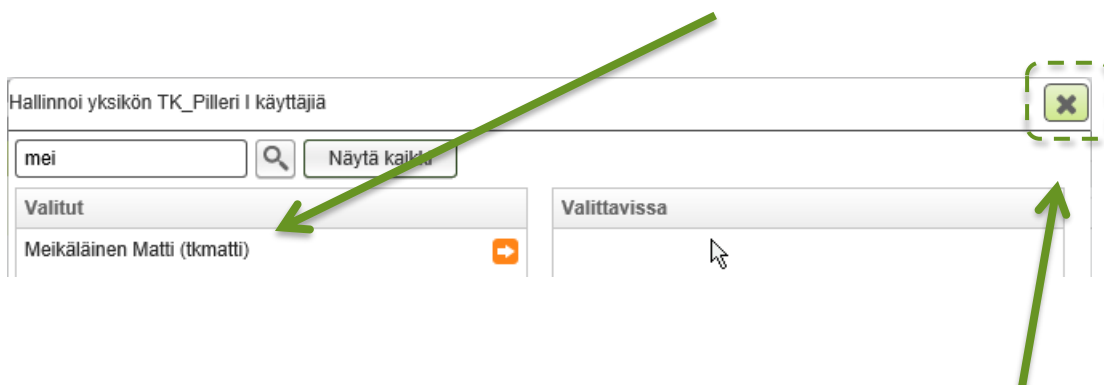 Hallinnoi yksikön TK_Pilleri I käyttäjiä
mei
Näytä kaikki
Valitut
Valittavissa
Meikäläinen Matti (tkmatti)